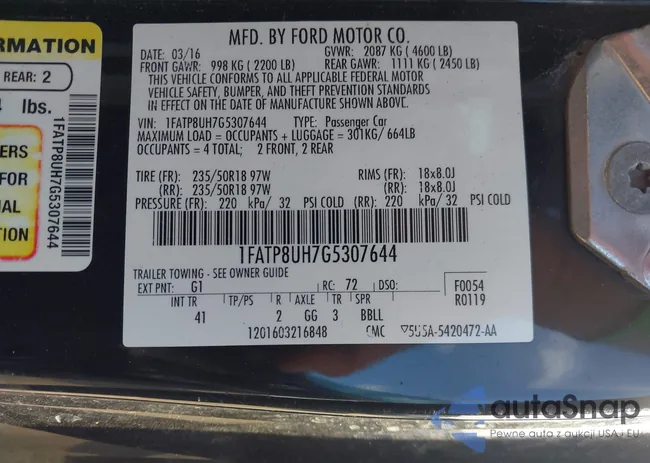 RMATION
REAR: 2
lbs.
ERS
FOR
AL
TION
1FATP8UH7G5307644
MFD. BY FORD MOTOR CO.
DATE: 03/16 GVWR: 2087 KG ( 4600 LB)
FRONT GAWR: 998 KG ( 2200 LB) REAR GAWR: 1111 KG ( 2450 LB)
THIS VEHICLE CONFORMS TO ALL APPLICABLE FEDERAL MOTOR
VEHICLE SAFETY, BUMPER, AND THEFT PREVENTION STANDARDS
IN EFFECT ON THE DATE OF MANUFACTURE SHOWN ABOVE.
VIN: 1FATP8UH7G5307644 TYPE: Passenger Car
MAXIMUM LOAD = OCCUPANTS + LUGGAGE = 301KG/ 664LB
OCCUPANTS = 4 TOTAL; 2 FRONT, 2 REAR
TIRE (FR): 235/50R18 97W RIMS (FR): 18x8.0J
(RR): 235/50R18 97W (RR): 18x8.0J
PRESSURE (FR): 220 kPa/ 32 PSI COLD (RR): 220 kPa/ 32 PSI COLD
1FATP8UH7G5307644
TRAILER TOWING - SEE OWNER GUIDE
EXT PNT: G1 RC: 72 DSO: F0054
INT TR TP/PS R AXLE TR SPR R0119
41 2 GG 3 BBLL
1201603216848 CMC 5U5A-5420472-AA
autaSnap
Pewne auta z aukcji USA i EU